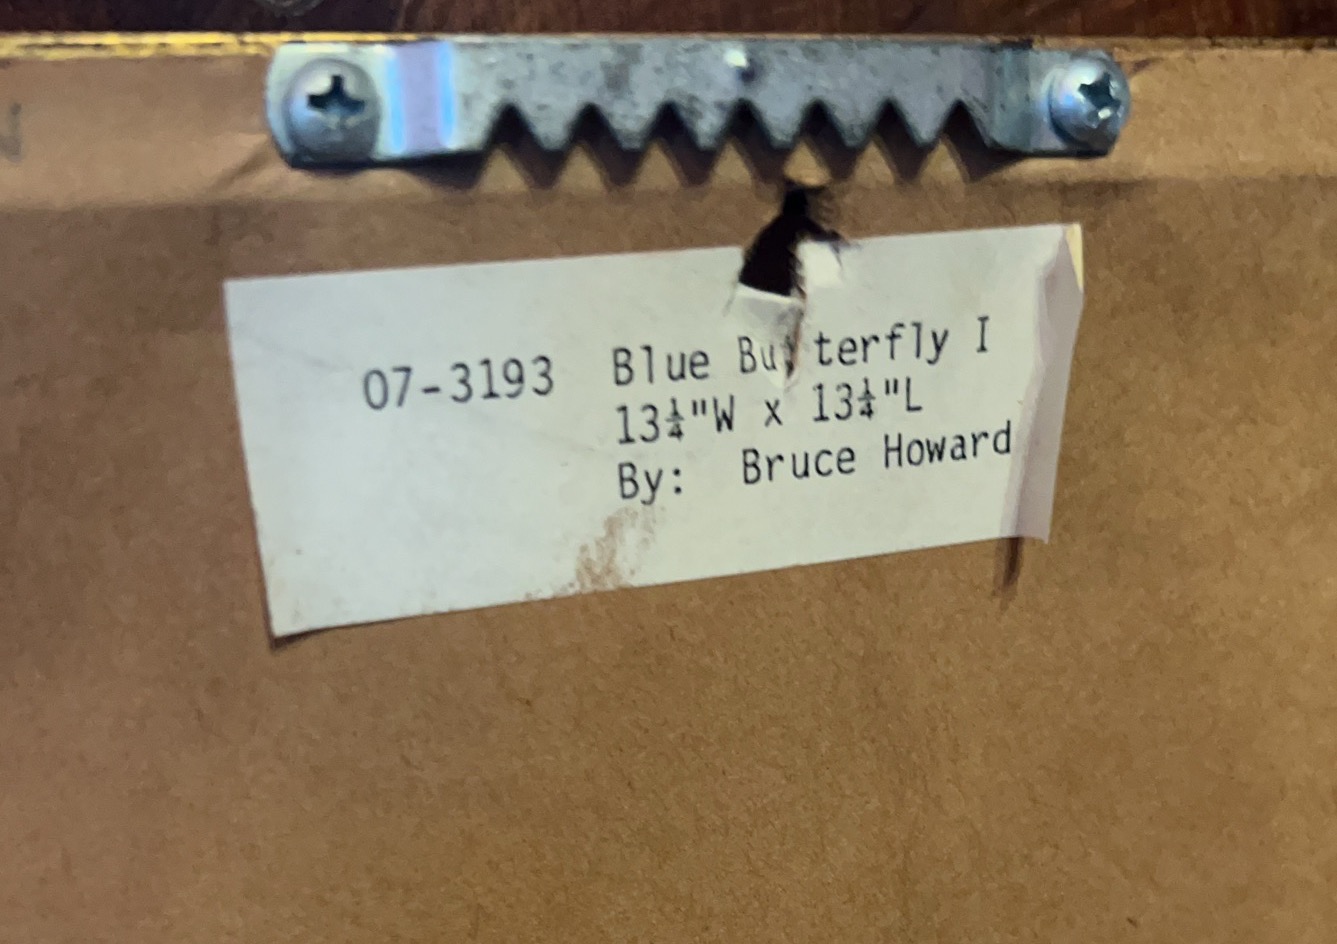 07-3193 Blue Butterfly I
13¼"W x 13¼"L
By: Bruce Howard